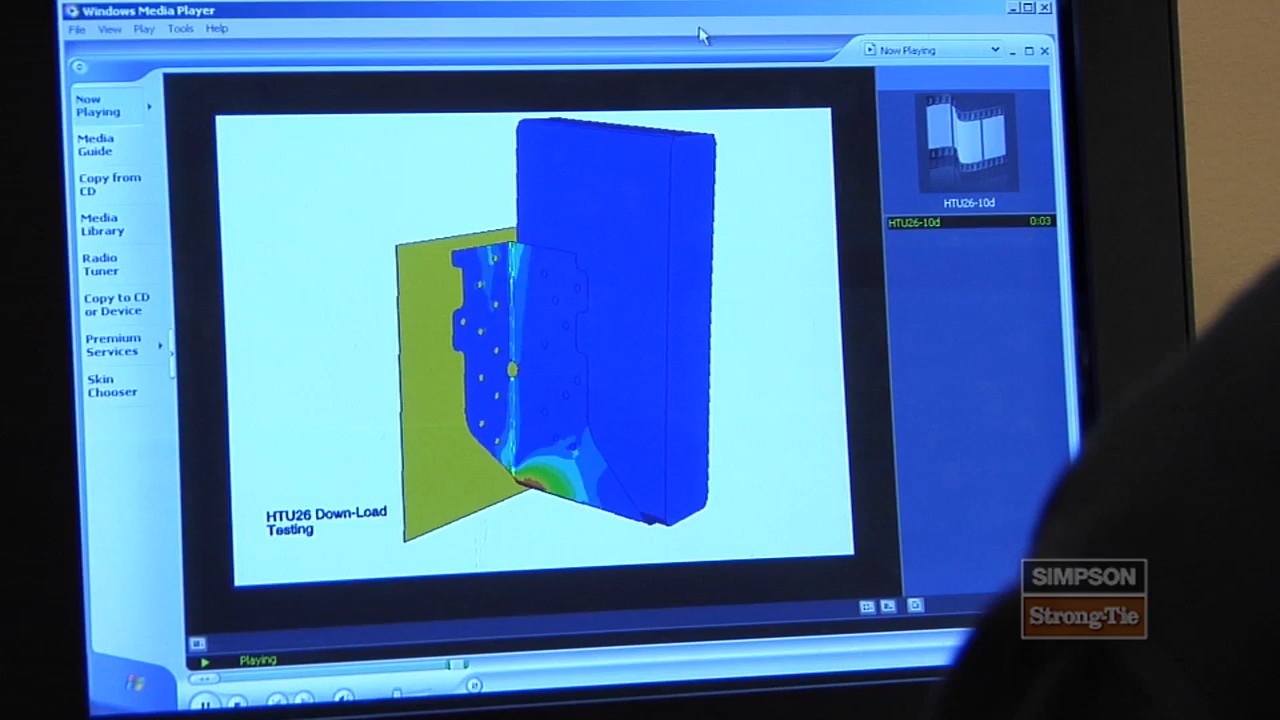 Windows Media Player
File View Play Tools Help
Now Playing
Now
Playing
Media
Guide
Copy from
CD
Media
Library
Radio
Tuner
Copy to CD
or Device
Premium
Services
Skin
Chooser
HTU26-10d
HTU26-10d 0:03
HTU26 Down-Load
Testing
Playing
SIMPSON
Strong-Tie